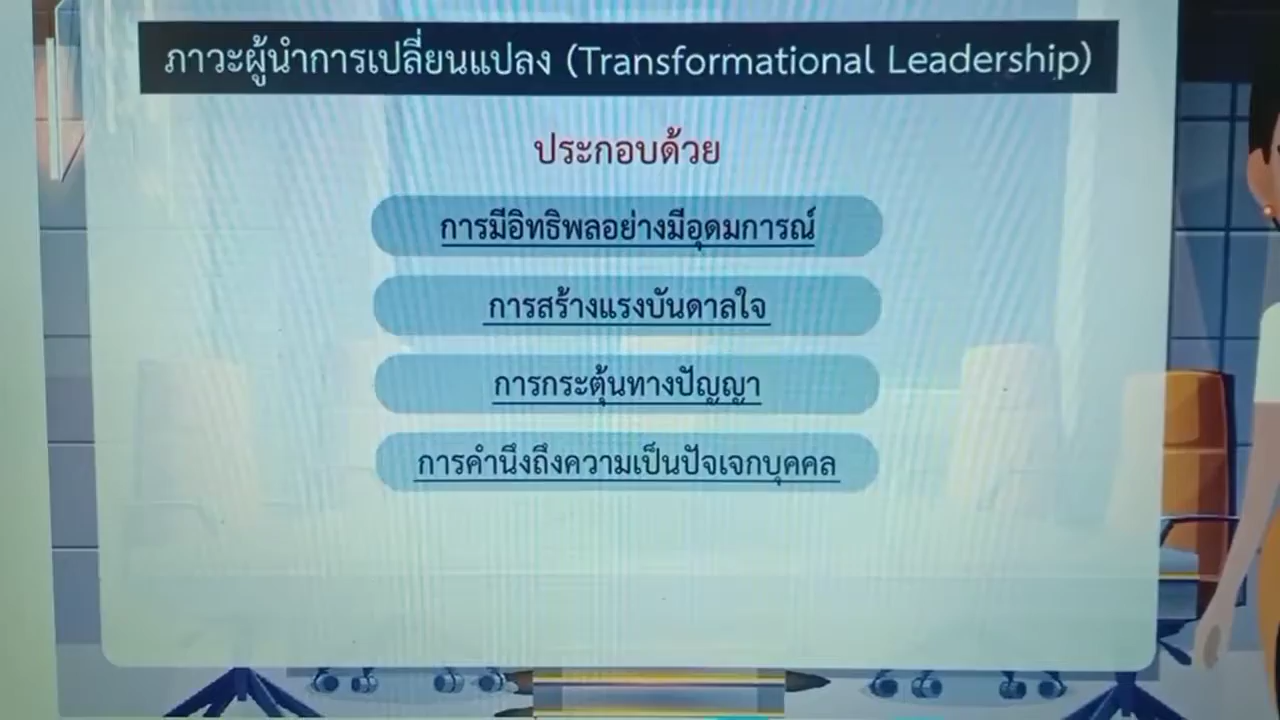 ภาวะผู้นำการเปลี่ยนแปลง (Transformational Leadership)
ประกอบด้วย
การมีอิทธิพลอย่างมีอุดมการณ์
การสร้างแรงบันดาลใจ
การกระตุ้นทางปัญญา
การคำนึงถึงความเป็นปัจเจกบุคคล